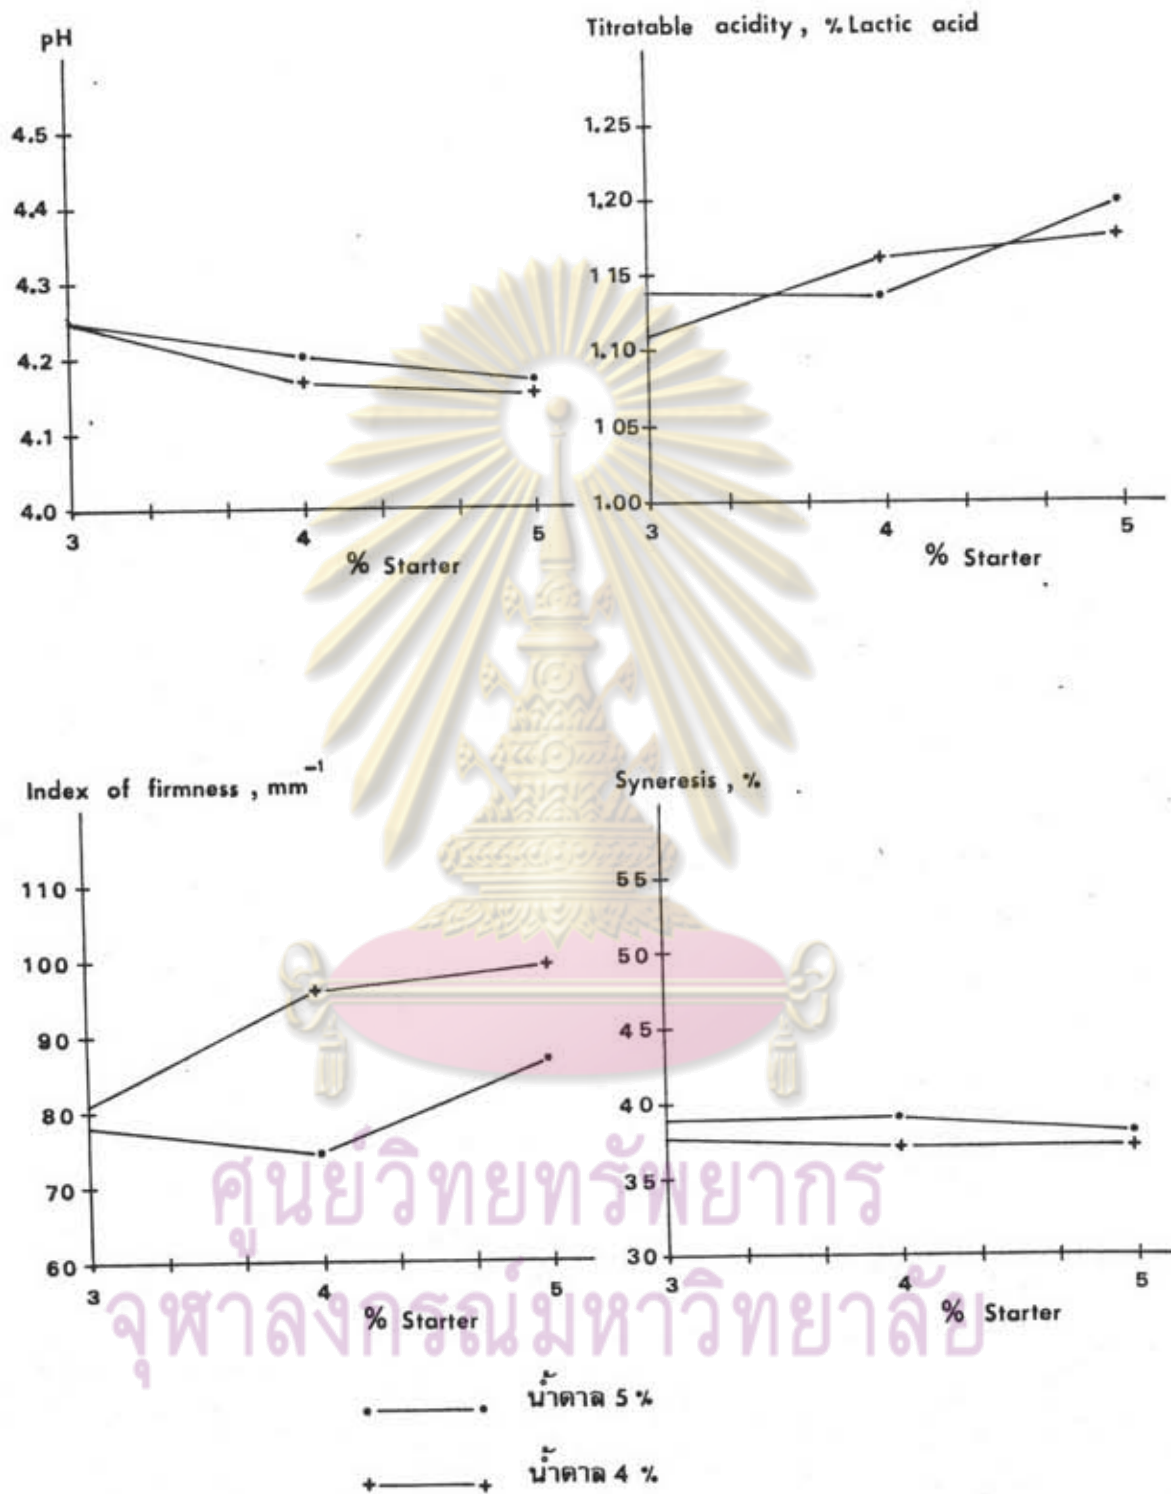 pH
4.5
4.4
4.3
4.2
4.1
4.0
3 4 5
% Starter
Titratable acidity, % Lactic acid
1.25
1.20
1 15
1.10
1 05
1.00
3 4 5
% Starter
Index of firmness, mm⁻¹
110
100
90
80
70
60
3 4 5
% Starter
Syneresis, %
55
50
45
40
35
30
3 4 5
% Starter
ศูนย์วิทยทรัพยากร
จุฬาลงกรณ์มหาวิทยาลัย
น้ำตาล 5 %
น้ำตาล 4 %